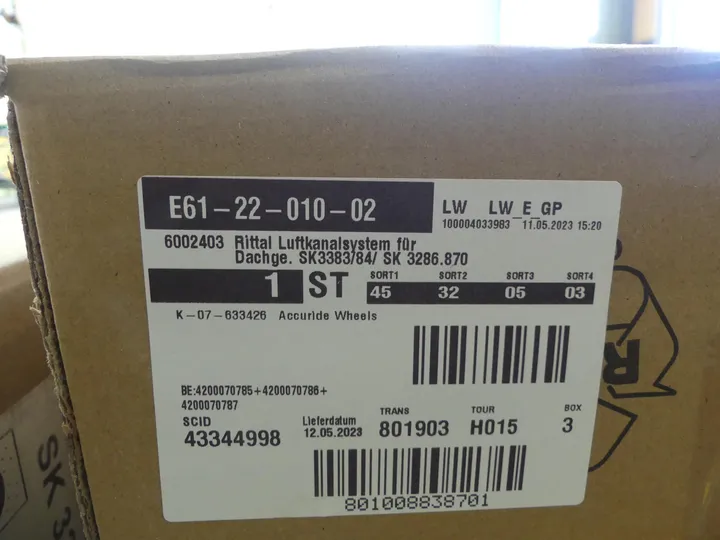 E61-22-010-02
LW LW_E_GP
100004033983 11.05.2023 15:20
6002403 Rittal Luftkanalsystem für
Dachge. SK3383/84/ SK 3286.870
1 ST
SORT1 SORT2 SORT3 SORT4
45 32 05 03
K-07-633426 Accuride Wheels
BE:4200070785+4200070786+
4200070787
SCID
43344998
Lieferdatum
12.05.2023
TRANS
801903
TOUR
H015
BOX
3
801008838701
R
SK 3